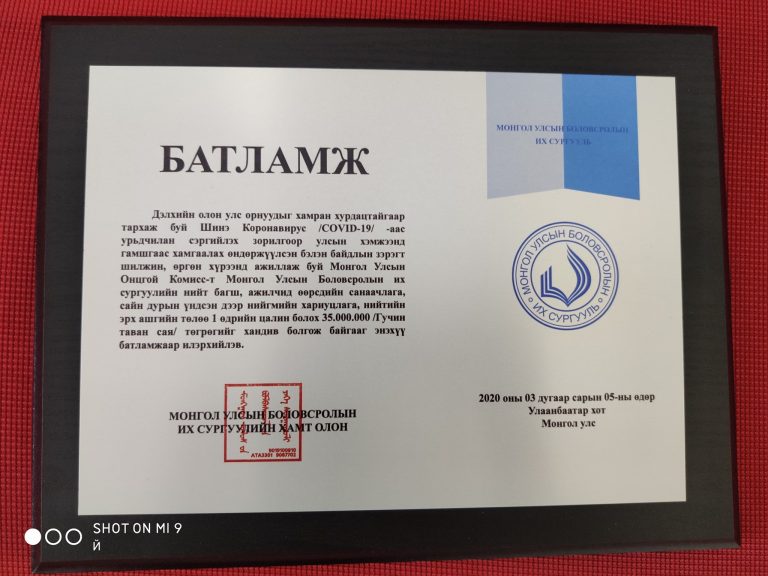 МОНГОЛ УЛСЫН БОЛОВСРОЛЫН
ИХ СУРГУУЛЬ
БАТЛАМЖ
Дэлхийн олон улс орнуудыг хамран хурдацтайгаар
тархаж буй Шинэ Коронавирус /COVID-19/ -аас
урьдчилан сэргийлэх зорилгоор улсын хэмжээнд
гамшгаас хамгаалах өндөржүүлсэн бэлэн байдлын зэрэгт
шилжин, өргөн хүрээнд ажиллаж буй Монгол Улсын
Онцгой Комисс-т Монгол Улсын Боловсролын их
сургуулийн нийт багш, ажилчид өөрсдийн санаачлага,
сайн дурын үндсэн дээр нийгмийн хариуцлага, нийтийн
эрх ашгийн төлөө 1 өдрийн цалин болох 35.000.000 /Гучин
таван сая/ төгрөгийг хандив болгож байгааг энэхүү
батламжаар илэрхийлэв.
МОНГОЛ УЛСЫН БОЛОВСРОЛЫН
ИХ СУРГУУЛИЙН ХАМТ ОЛОН
9019100910
АТА3351 9087702
МОНГОЛ УЛСЫН БОЛОВСРОЛЫН
ИХ СУРГУУЛЬ
2020 оны 03 дугаар сарын 05-ны өдөр
Улаанбаатар хот
Монгол улс
SHOT ON MI 9
Й